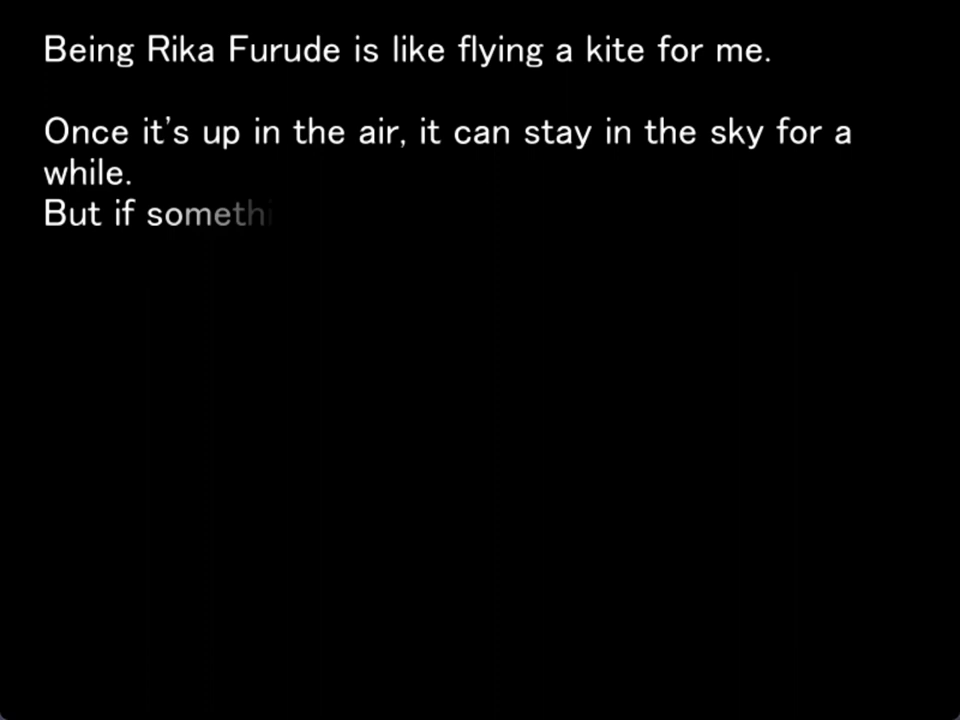 Being Rika Furude is like flying a kite for me.
Once it's up in the air, it can stay in the sky for a
while.
But if somethi